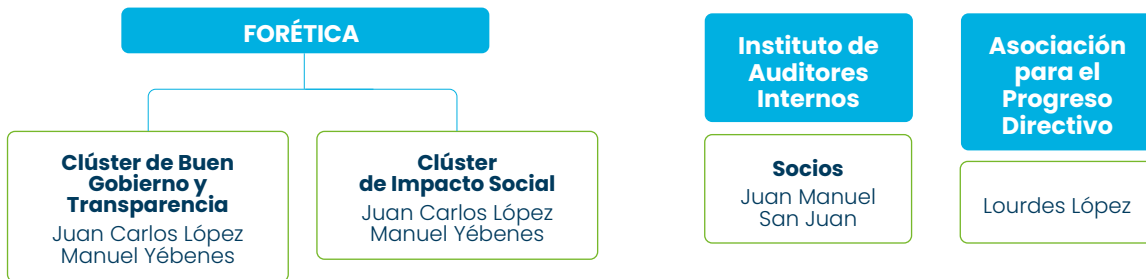 FORÉTICA
Clúster de Buen
Gobierno y
Transparencia
Juan Carlos López
Manuel Yébenes
Clúster
de Impacto Social
Juan Carlos López
Manuel Yébenes
Instituto de
Auditores
Internos
Socios
Juan Manuel
San Juan
Asociación
para el
Progreso
Directivo
Lourdes López